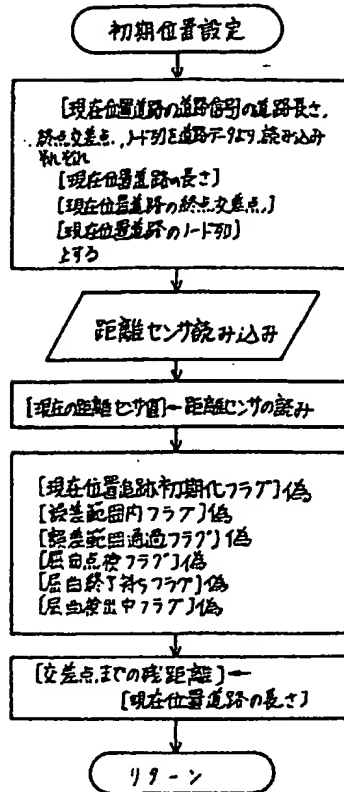 初期位置設定
[現在位置道路の道路信号の道路長さ,
終点交差点,ノード列を道路データより読み込み
それぞれ
[現在位置道路の長さ]
[現在位置道路の終点交差点]
[現在位置道路のノード列]
とする
距離センサ読み込み
[現在の距離センサ値]←距離センサの読み
[現在位置追跡初期化フラグ]偽
[誤差範囲内フラグ]偽
[誤差範囲通過フラグ]偽
[屈曲点検フラグ]偽
[屈曲終了待ちフラグ]偽
[屈曲検出中フラグ]偽
[交差点までの残距離]←
[現在位置道路の長さ]
リターン